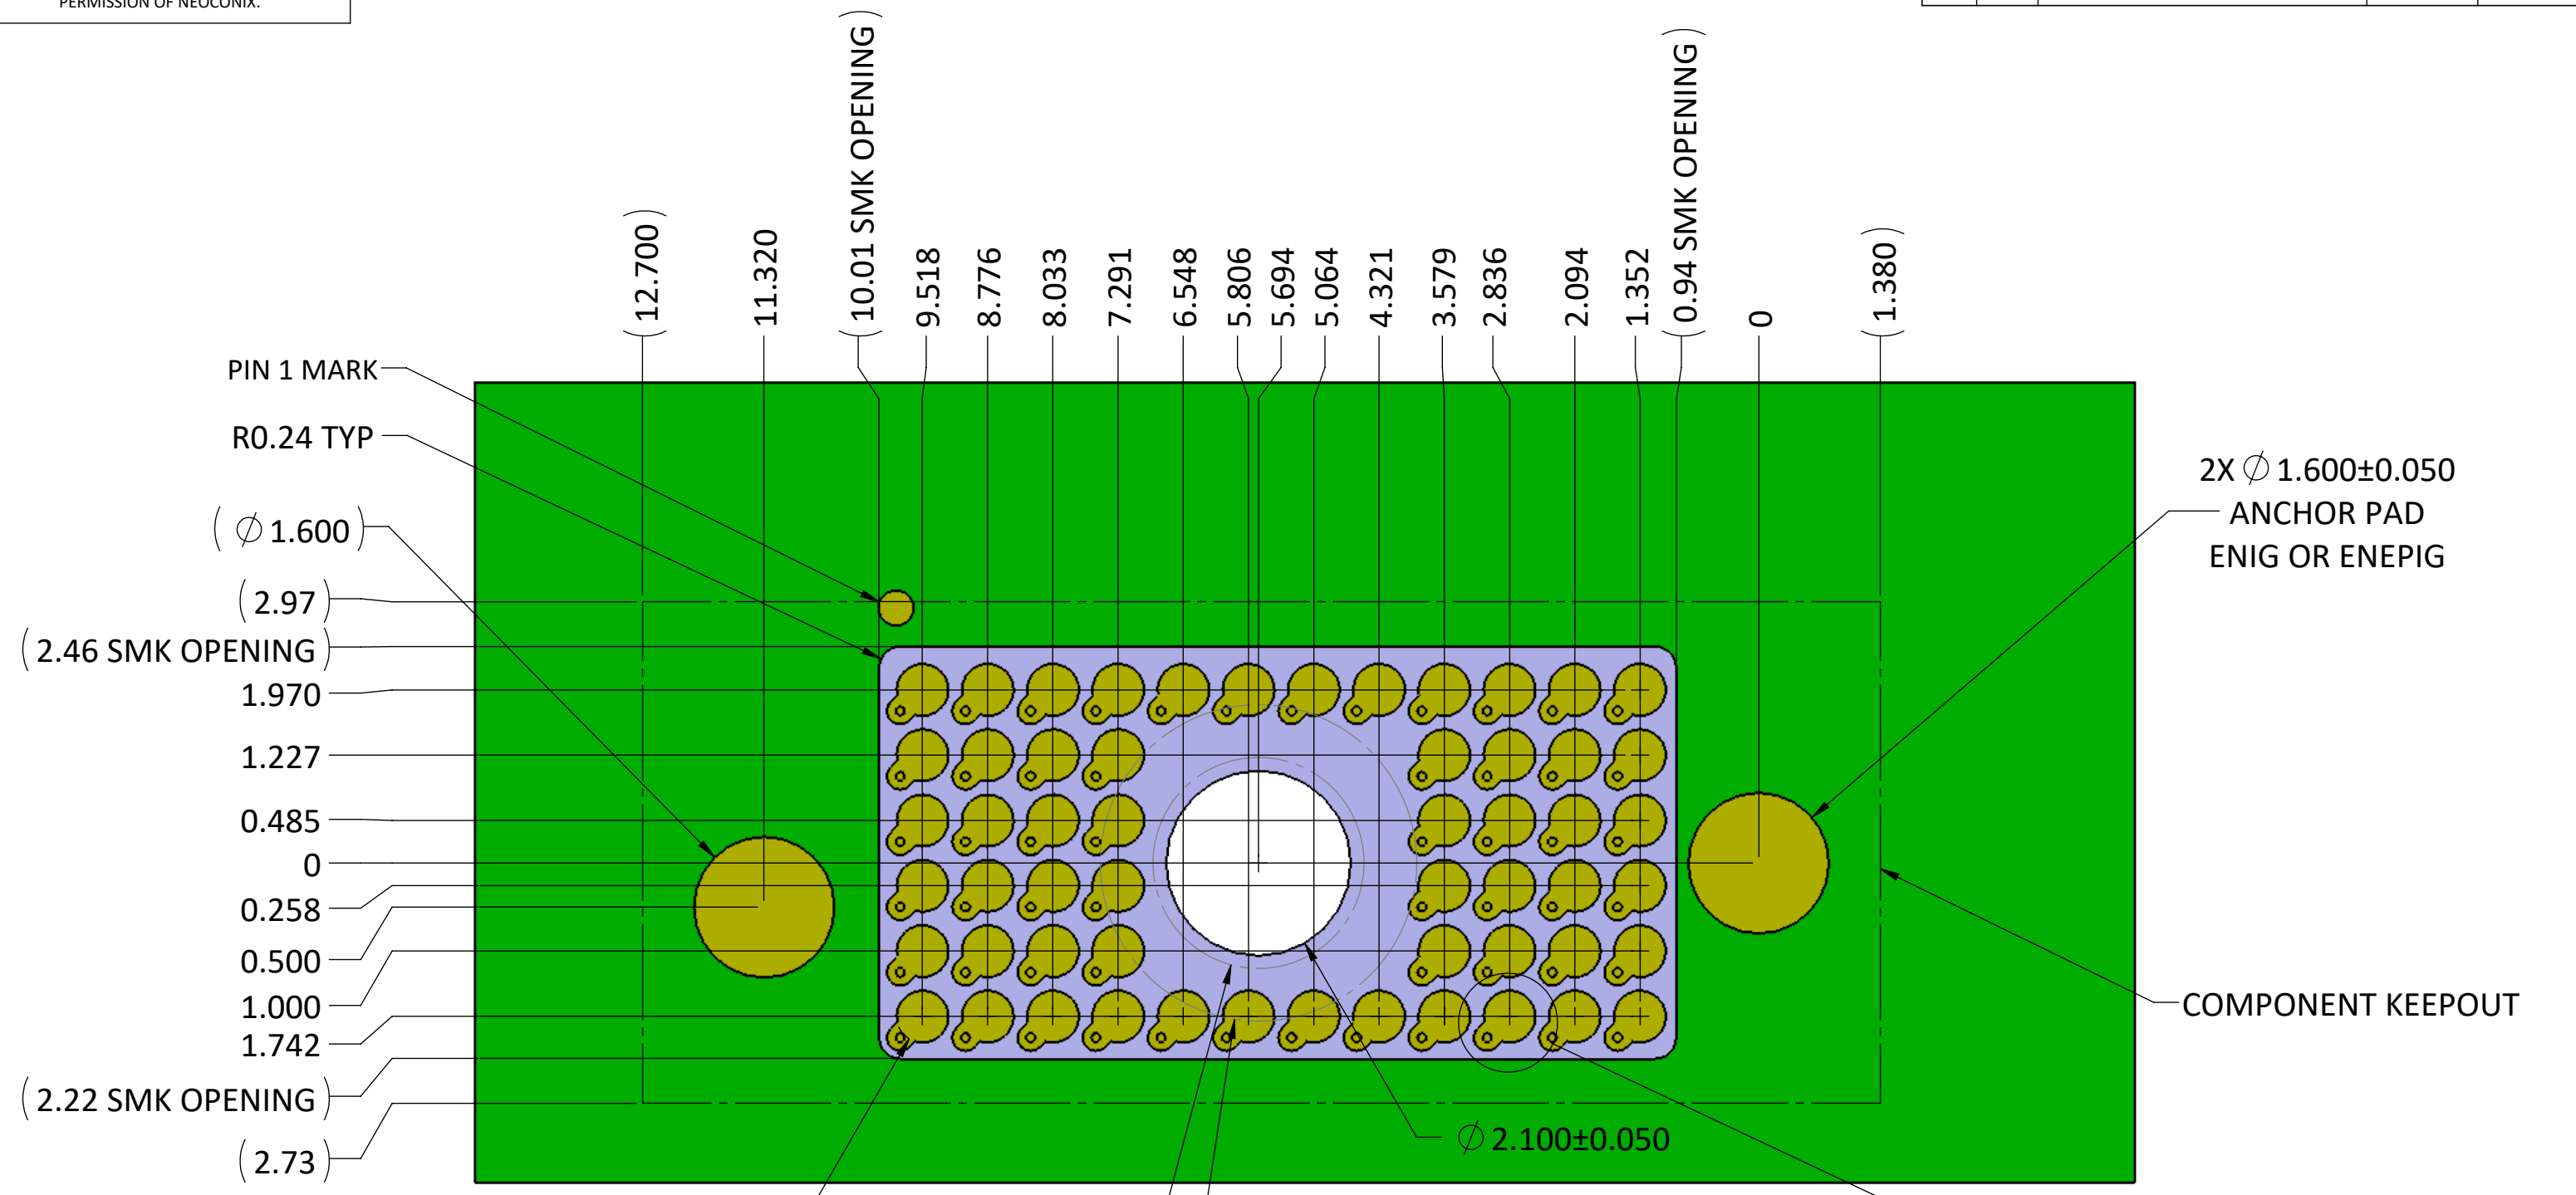 PERMISSION OF NEOCONIX.
(12.700)
11.320
(10.01 SMK OPENING)
9.518
8.776
8.033
7.291
6.548
5.806
5.694
5.064
4.321
3.579
2.836
2.094
1.352
(0.94 SMK OPENING)
0
(1.380)
PIN 1 MARK
R0.24 TYP
(∅ 1.600)
(2.97)
(2.46 SMK OPENING)
1.970
1.227
0.485
0
0.258
0.500
1.000
1.742
(2.22 SMK OPENING)
(2.73)
2X ∅ 1.600±0.050
ANCHOR PAD
ENIG OR ENEPIG
COMPONENT KEEPOUT
∅ 2.100±0.050